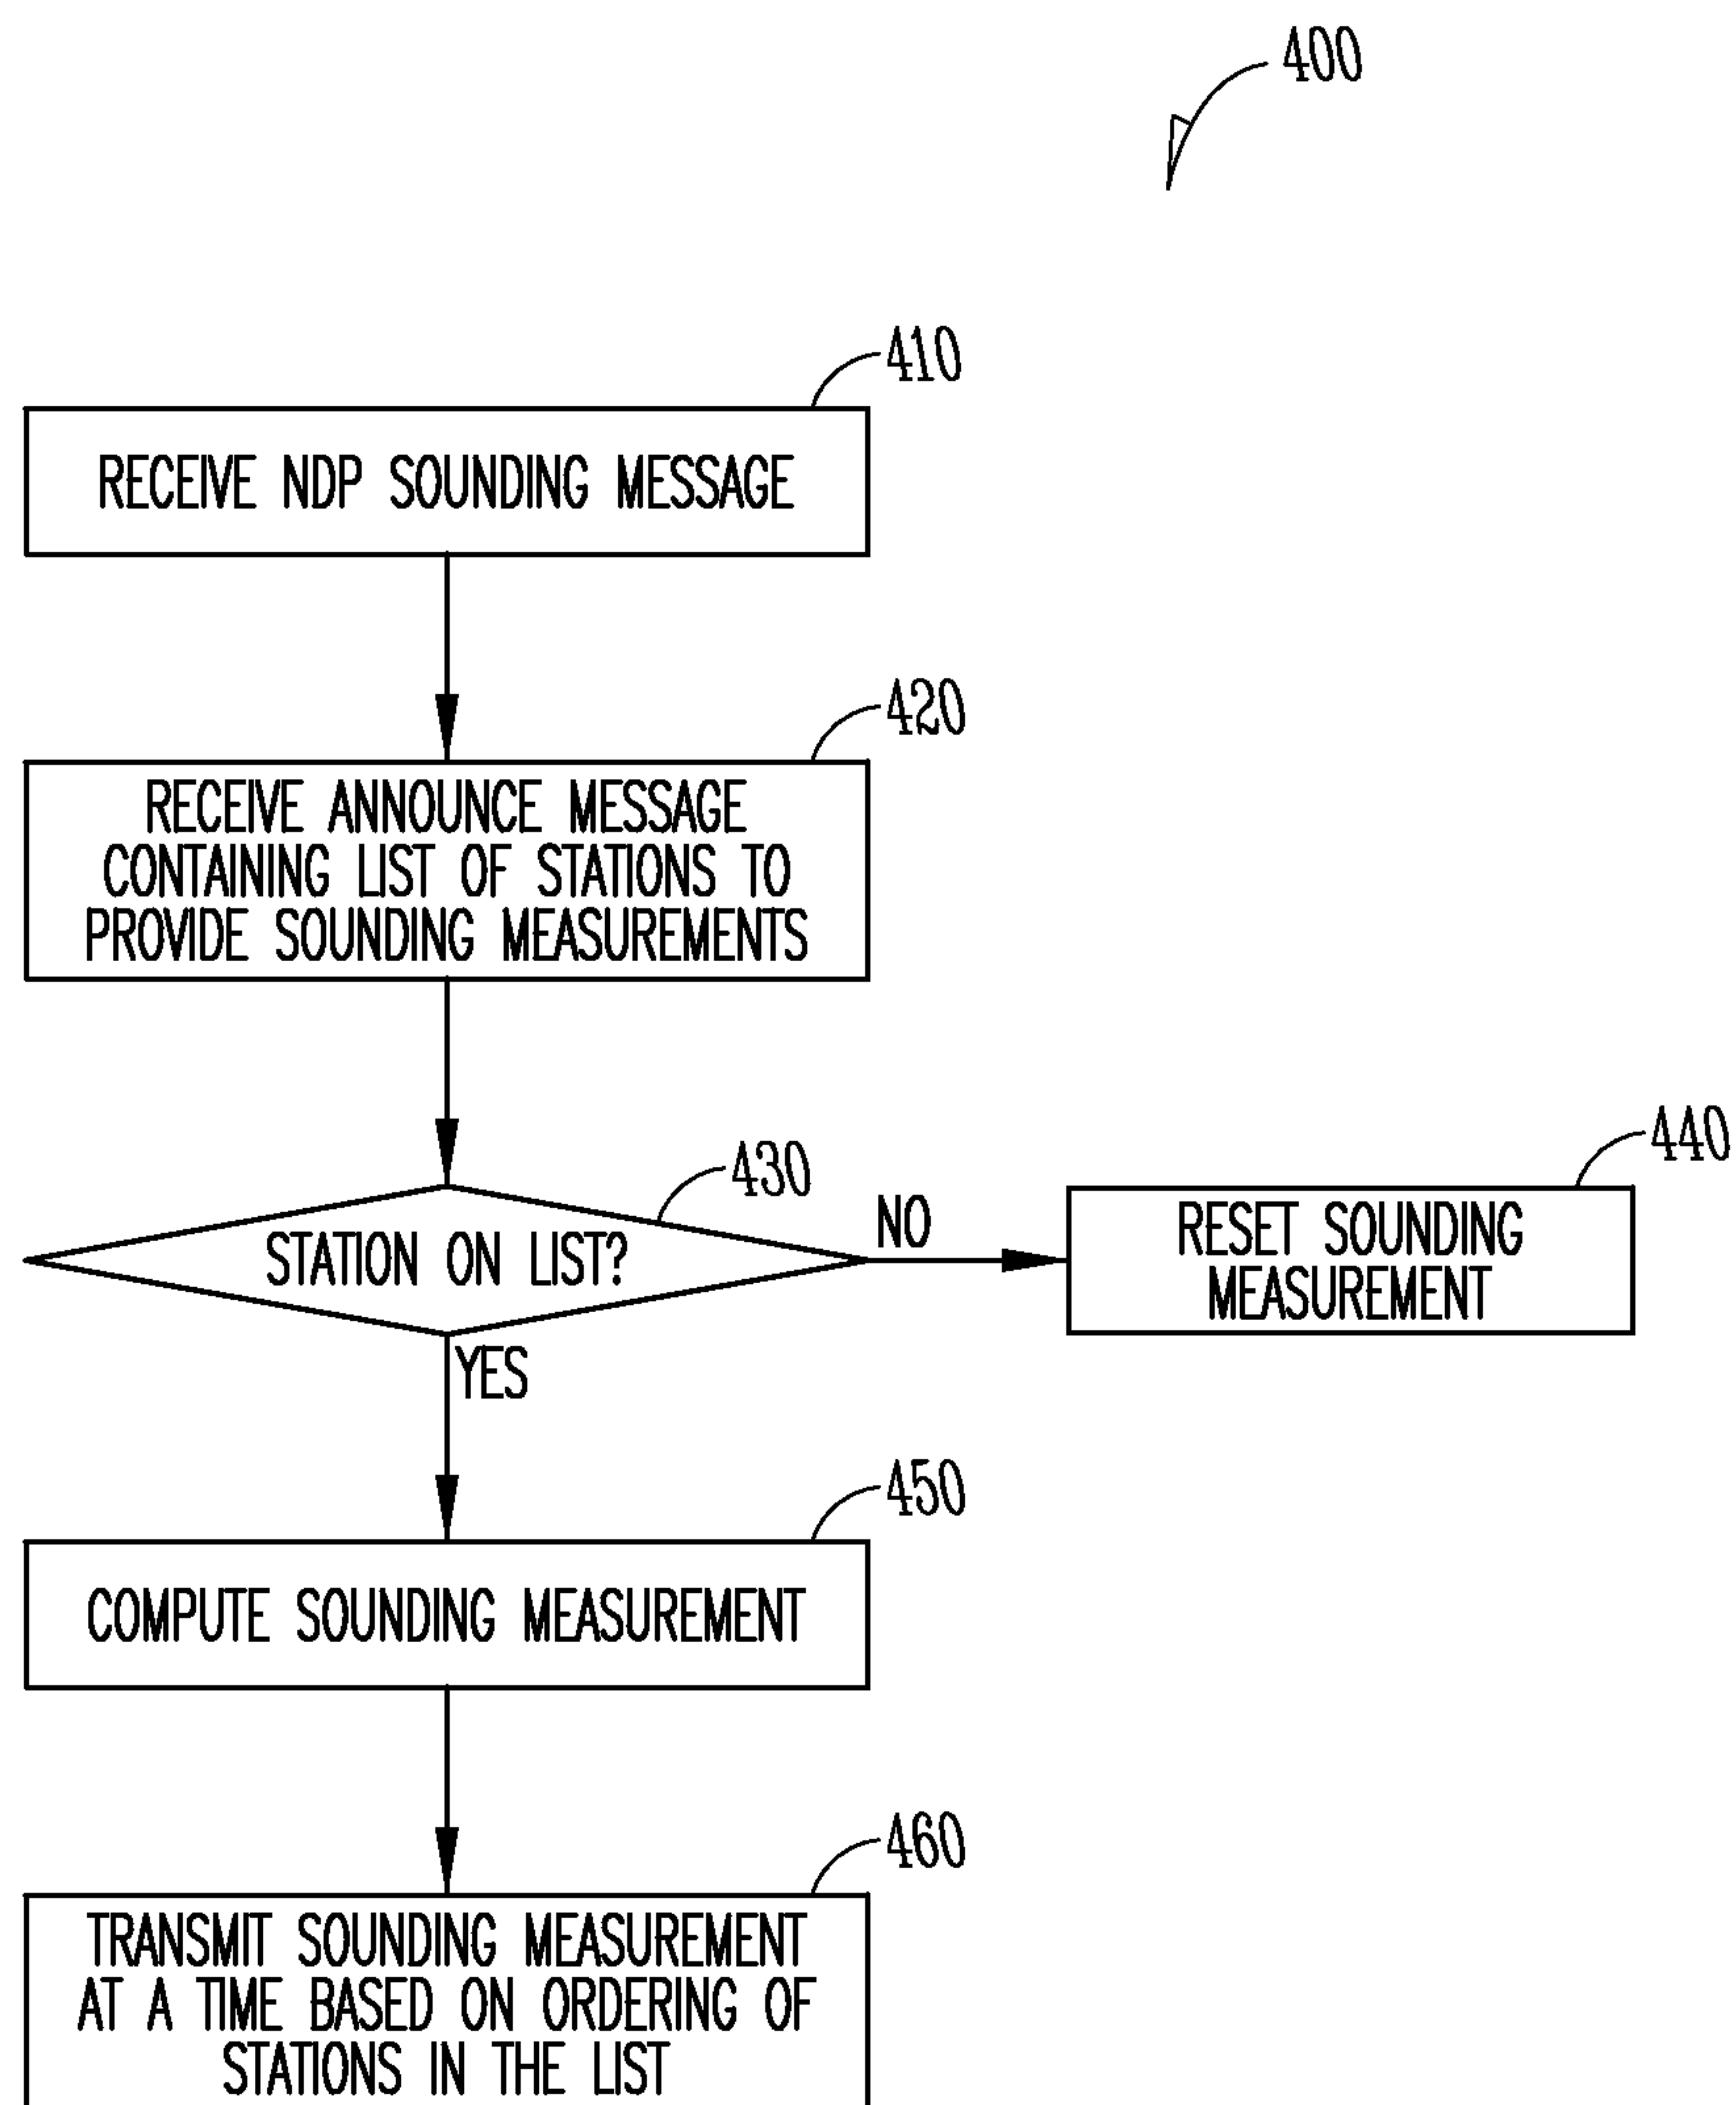 400
410
RECEIVE NDP SOUNDING MESSAGE
420
RECEIVE ANNOUNCE MESSAGE
CONTAINING LIST OF STATIONS TO
PROVIDE SOUNDING MEASUREMENTS
430
STATION ON LIST?
NO
440
RESET SOUNDING
MEASUREMENT
YES
450
COMPUTE SOUNDING MEASUREMENT
460
TRANSMIT SOUNDING MEASUREMENT
AT A TIME BASED ON ORDERING OF
STATIONS IN THE LIST